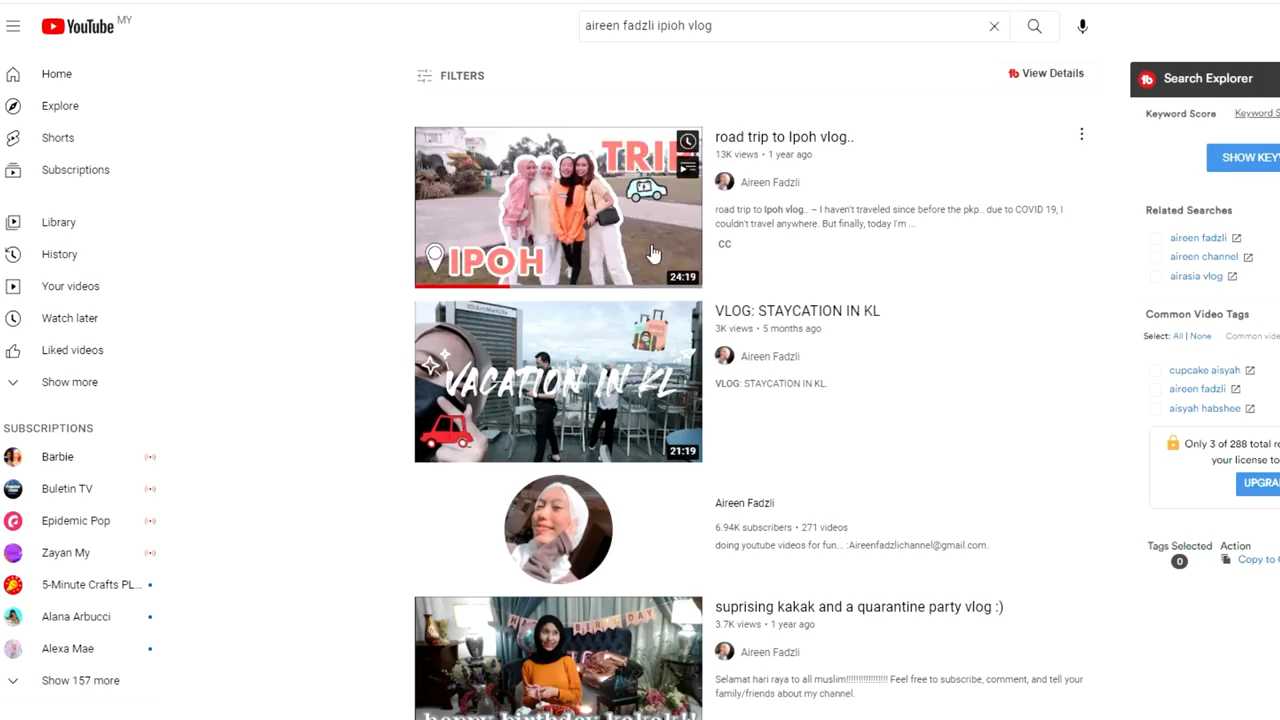 YouTube MY
aireen fadzli ipioh vlog
Home
Explore
Shorts
Subscriptions
Library
History
Your videos
Watch later
Liked videos
Show more
SUBSCRIPTIONS
Barbie
Buletin TV
Epidemic Pop
Zayan My
5-Minute Crafts PL...
Alana Arbucci
Alexa Mae
Show 157 more
FILTERS
View Details
TRIP
IPOH
24:19
road trip to Ipoh vlog..
13K views • 1 year ago
Aireen Fadzli
road trip to Ipoh vlog.. – I haven't traveled since before the pkp.. due to COVID 19, I
couldn't travel anywhere. But finally, today I'm ...
CC
VACATION IN KL
21:19
VLOG: STAYCATION IN KL
3K views • 5 months ago
Aireen Fadzli
VLOG: STAYCATION IN KL.
Aireen Fadzli
6.94K subscribers • 271 videos
doing youtube videos for fun... :Aireenfadzlichannel@gmail.com.
happy birthday kakak!!
suprising kakak and a quarantine party vlog :)
3.7K views • 1 year ago
Aireen Fadzli
Selamat hari raya to all muslim!!!!!!!!!!!!!!!!! Feel free to subscribe, comment, and tell your
family/friends about my channel.
Search Explorer
Keyword Score
Keyword S
SHOW KEY
Related Searches
aireen fadzli
aireen channel
airasia vlog
Common Video Tags
Select: All | None
Common vide
cupcake aisyah
aireen fadzli
aisyah habshee
Only 3 of 288 total re
your license to
UPGRA
Tags Selected
0
Action
Copy to C